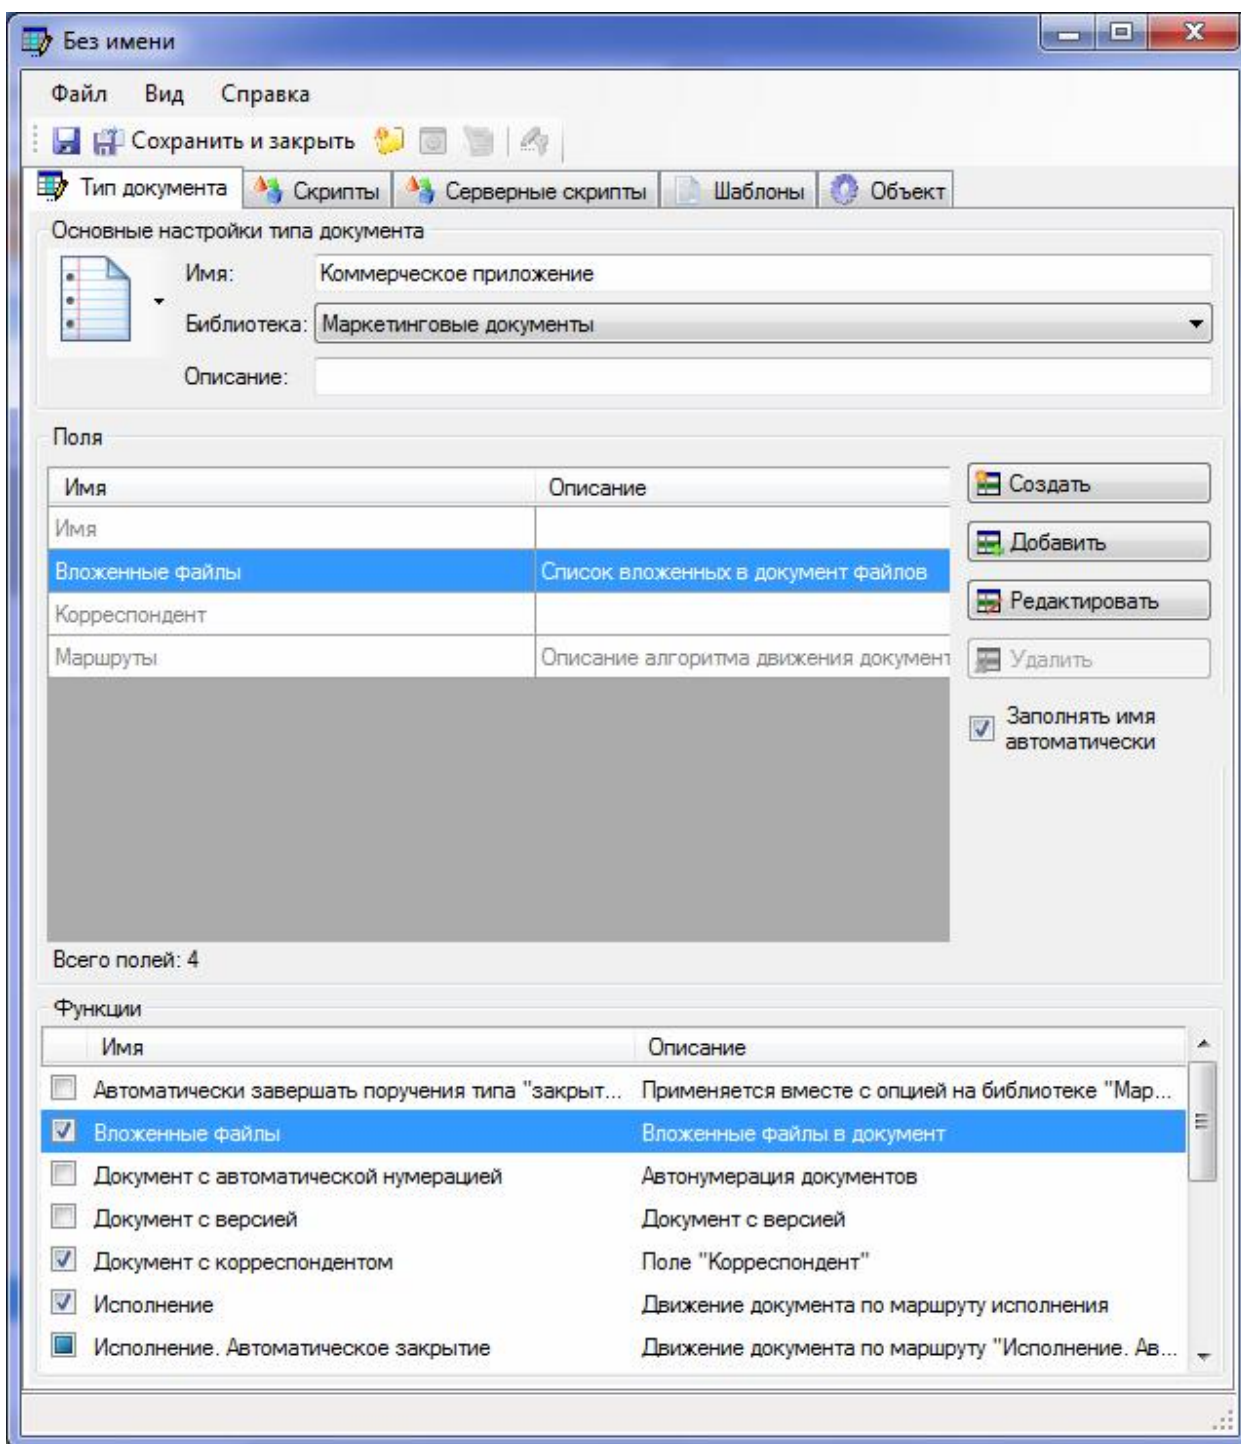 Без имени
Файл Вид Справка
Сохранить и закрыть
Тип документа Скрипты Серверные скрипты Шаблоны Объект
Основные настройки типа документа
Имя: Коммерческое приложение
Библиотека: Маркетинговые документы
Описание:
Поля
Имя Описание
Имя
Вложенные файлы Список вложенных в документ файлов
Корреспондент
Маршруты Описание алгоритма движения документ
Создать
Добавить
Редактировать
Удалить
Заполнять имя
автоматически
Всего полей: 4
Функции
Имя Описание
Автоматически завершать поручения типа "закрыт... Применяется вместе с опцией на библиотеке "Мар...
Вложенные файлы Вложенные файлы в документ
Документ с автоматической нумерацией Автонумерация документов
Документ с версией Документ с версией
Документ с корреспондентом Поле "Корреспондент"
Исполнение Движение документа по маршруту исполнения
Исполнение. Автоматическое закрытие Движение документа по маршруту "Исполнение. Ав...